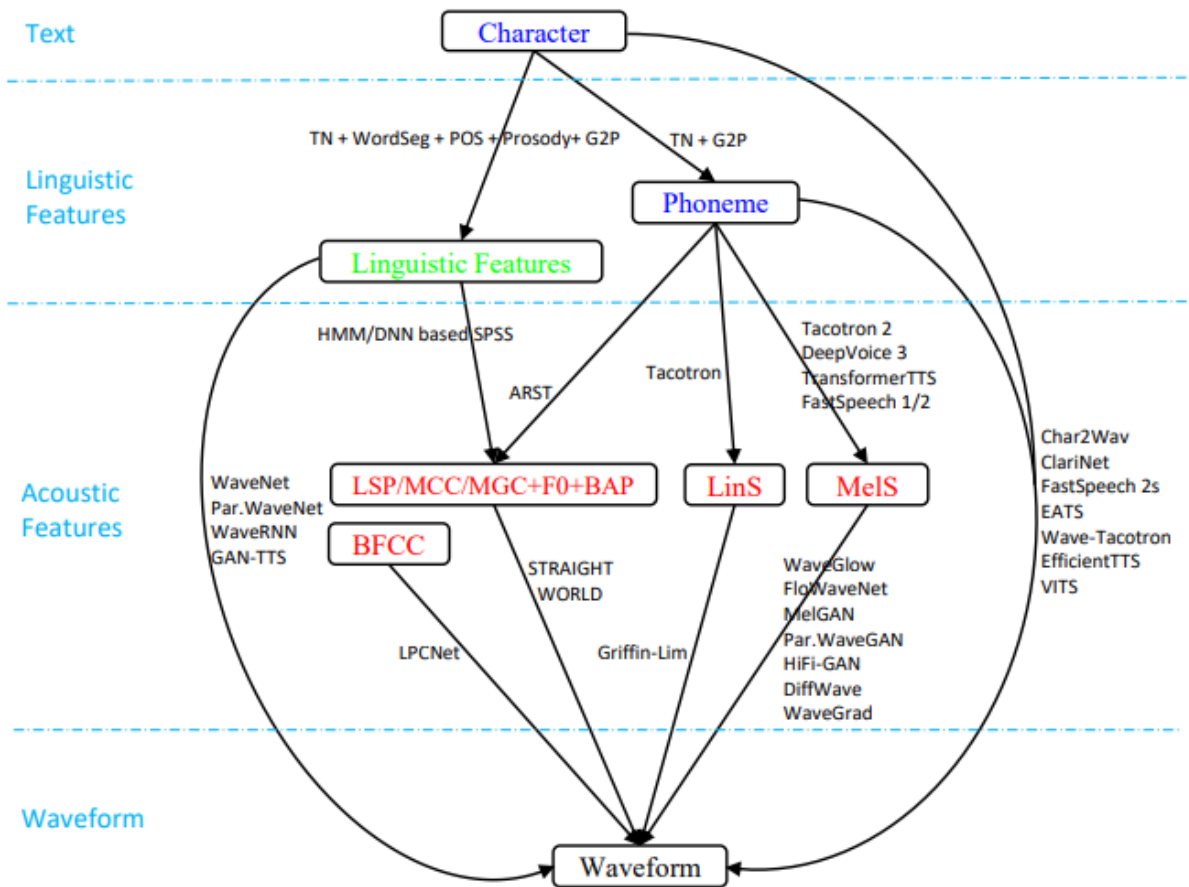 Text
Character
TN + WordSeg + POS + Prosody+ G2P
TN + G2P
Linguistic
Features
Phoneme
Linguistic Features
HMM/DNN based SPSS
ARST
Tacotron
Tacotron 2
DeepVoice 3
TransformerTTS
FastSpeech 1/2
Acoustic
Features
WaveNet
Par.WaveNet
WaveRNN
GAN-TTS
LSP/MCC/MGC+F0+BAP
LinS
MelS
BFCC
Char2Wav
ClariNet
FastSpeech 2s
EATS
Wave-Tacotron
EfficientTTS
VITS
LPCNet
STRAIGHT
WORLD
Griffin-Lim
WaveGlow
FloWaveNet
MelGAN
Par.WaveGAN
HiFi-GAN
DiffWave
WaveGrad
Waveform
Waveform